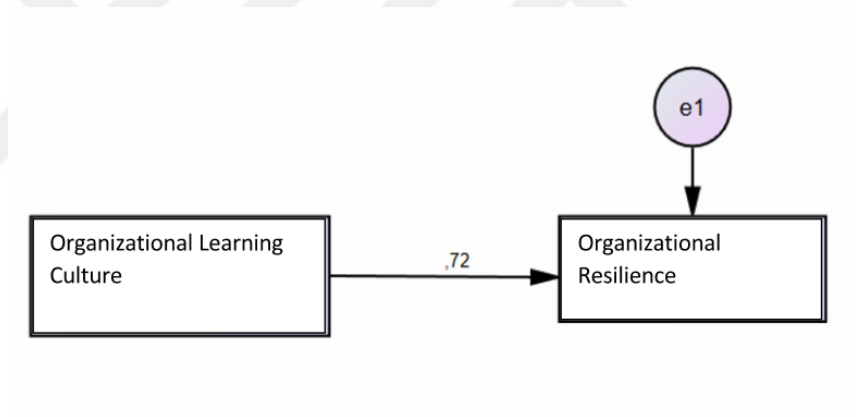 e1
Organizational Learning
Culture
,72
Organizational
Resilience